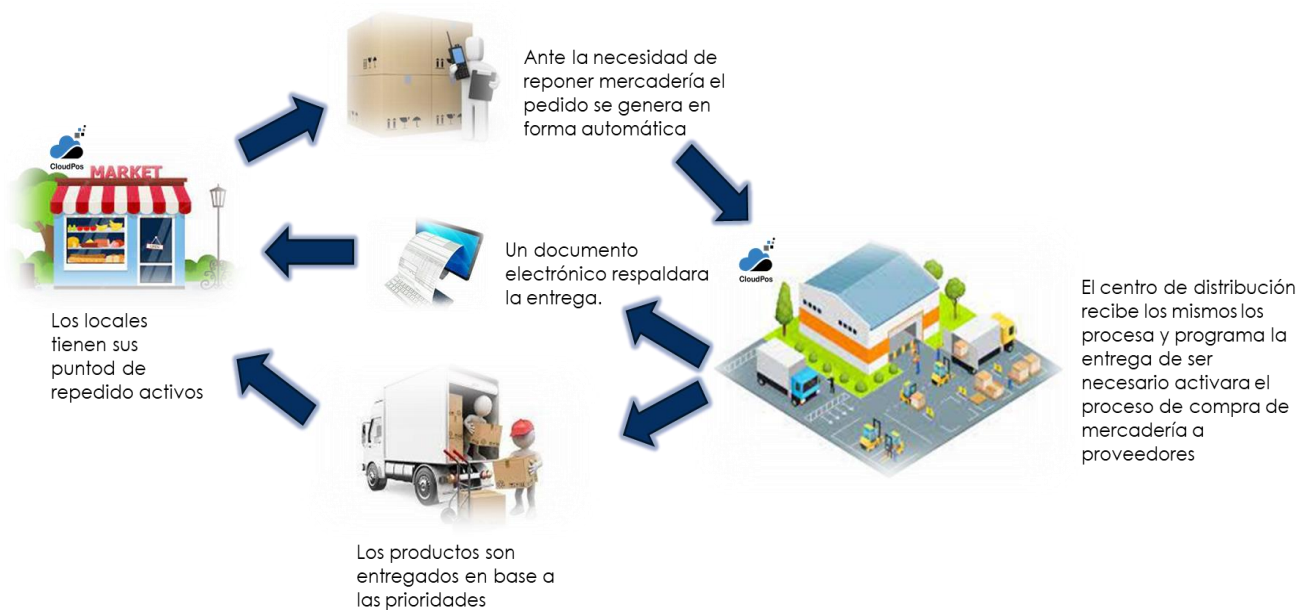 Ante la necesidad de
reponer mercadería el
pedido se genera en
forma automática
CloudPos
MARKET
Los locales
tienen sus
puntod de
repedido activos
Un documento
electrónico respaldara
la entrega.
CloudPos
El centro de distribución
recibe los mismos los
procesa y programa la
entrega de ser
necesario activara el
proceso de compra de
mercadería a
proveedores
Los productos son
entregados en base a
las prioridades